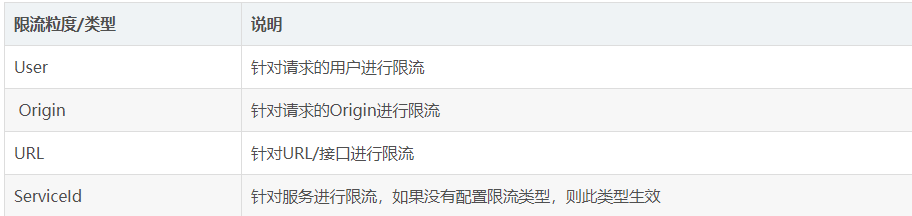 限流粒度/类型 说明
User 针对请求的用户进行限流
Origin 针对请求的Origin进行限流
URL 针对URL/接口进行限流
ServiceId 针对服务进行限流，如果没有配置限流类型，则此类型生效